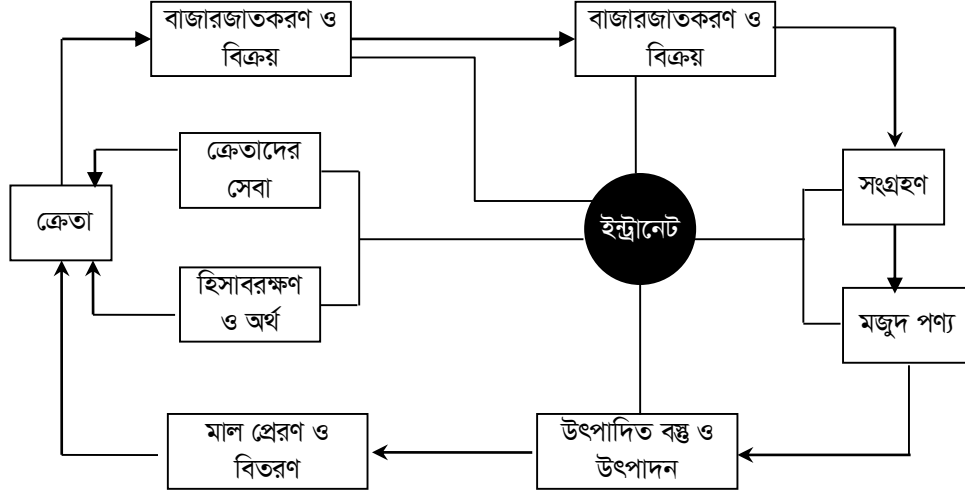 বাজারজাতকরণ ও
বিক্রয়
বাজারজাতকরণ ও
বিক্রয়
ক্রেতাদের
সেবা
সংগ্রহণ
ক্রেতা
ইন্ট্রানেট
হিসাবরক্ষণ
ও অর্থ
মজুদ পণ্য
মাল প্রেরণ ও
বিতরণ
উৎপাদিত বস্তু ও
উৎপাদন